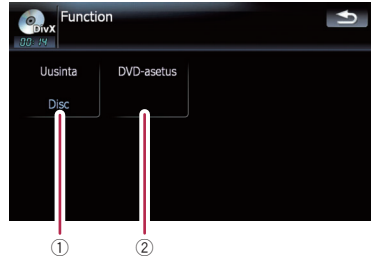 Function
DivX
00:14
Uusinta
DVD-asetus
Disc
① ②